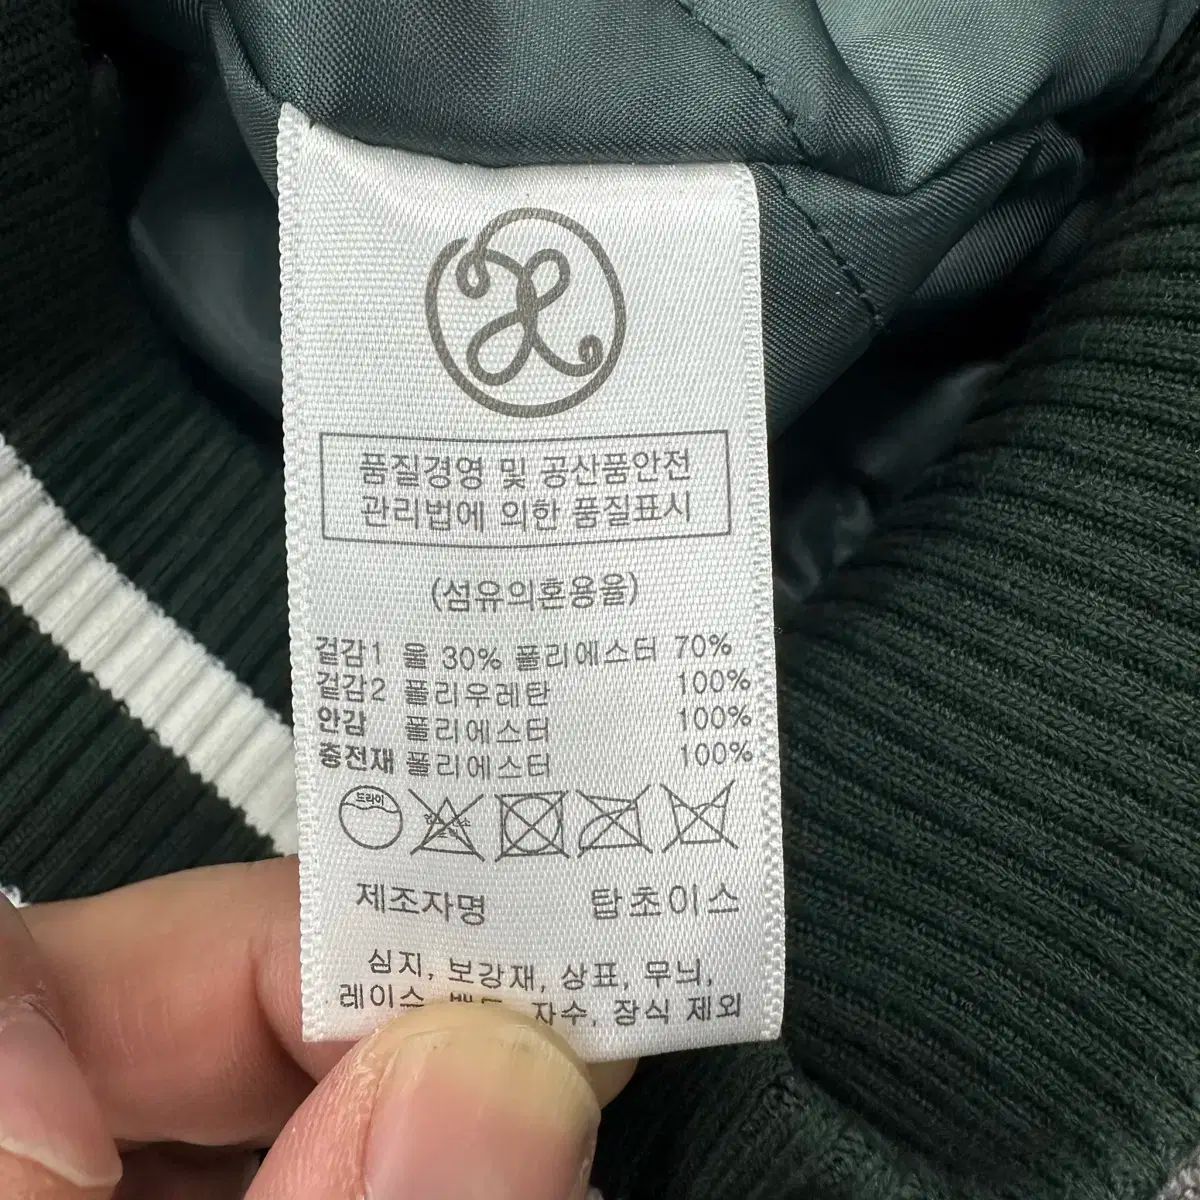 품질경영 및 공산품안전
관리법에 의한 품질표시
(섬유의혼용율)
겉감1 울 30% 폴리에스터 70%
겉감2 폴리우레탄 100%
안감 폴리에스터 100%
충전재 폴리에스터 100%
드라이
제조자명 탑초이스
심지, 보강재, 상표, 무늬,
레이스 자수, 장식 제외